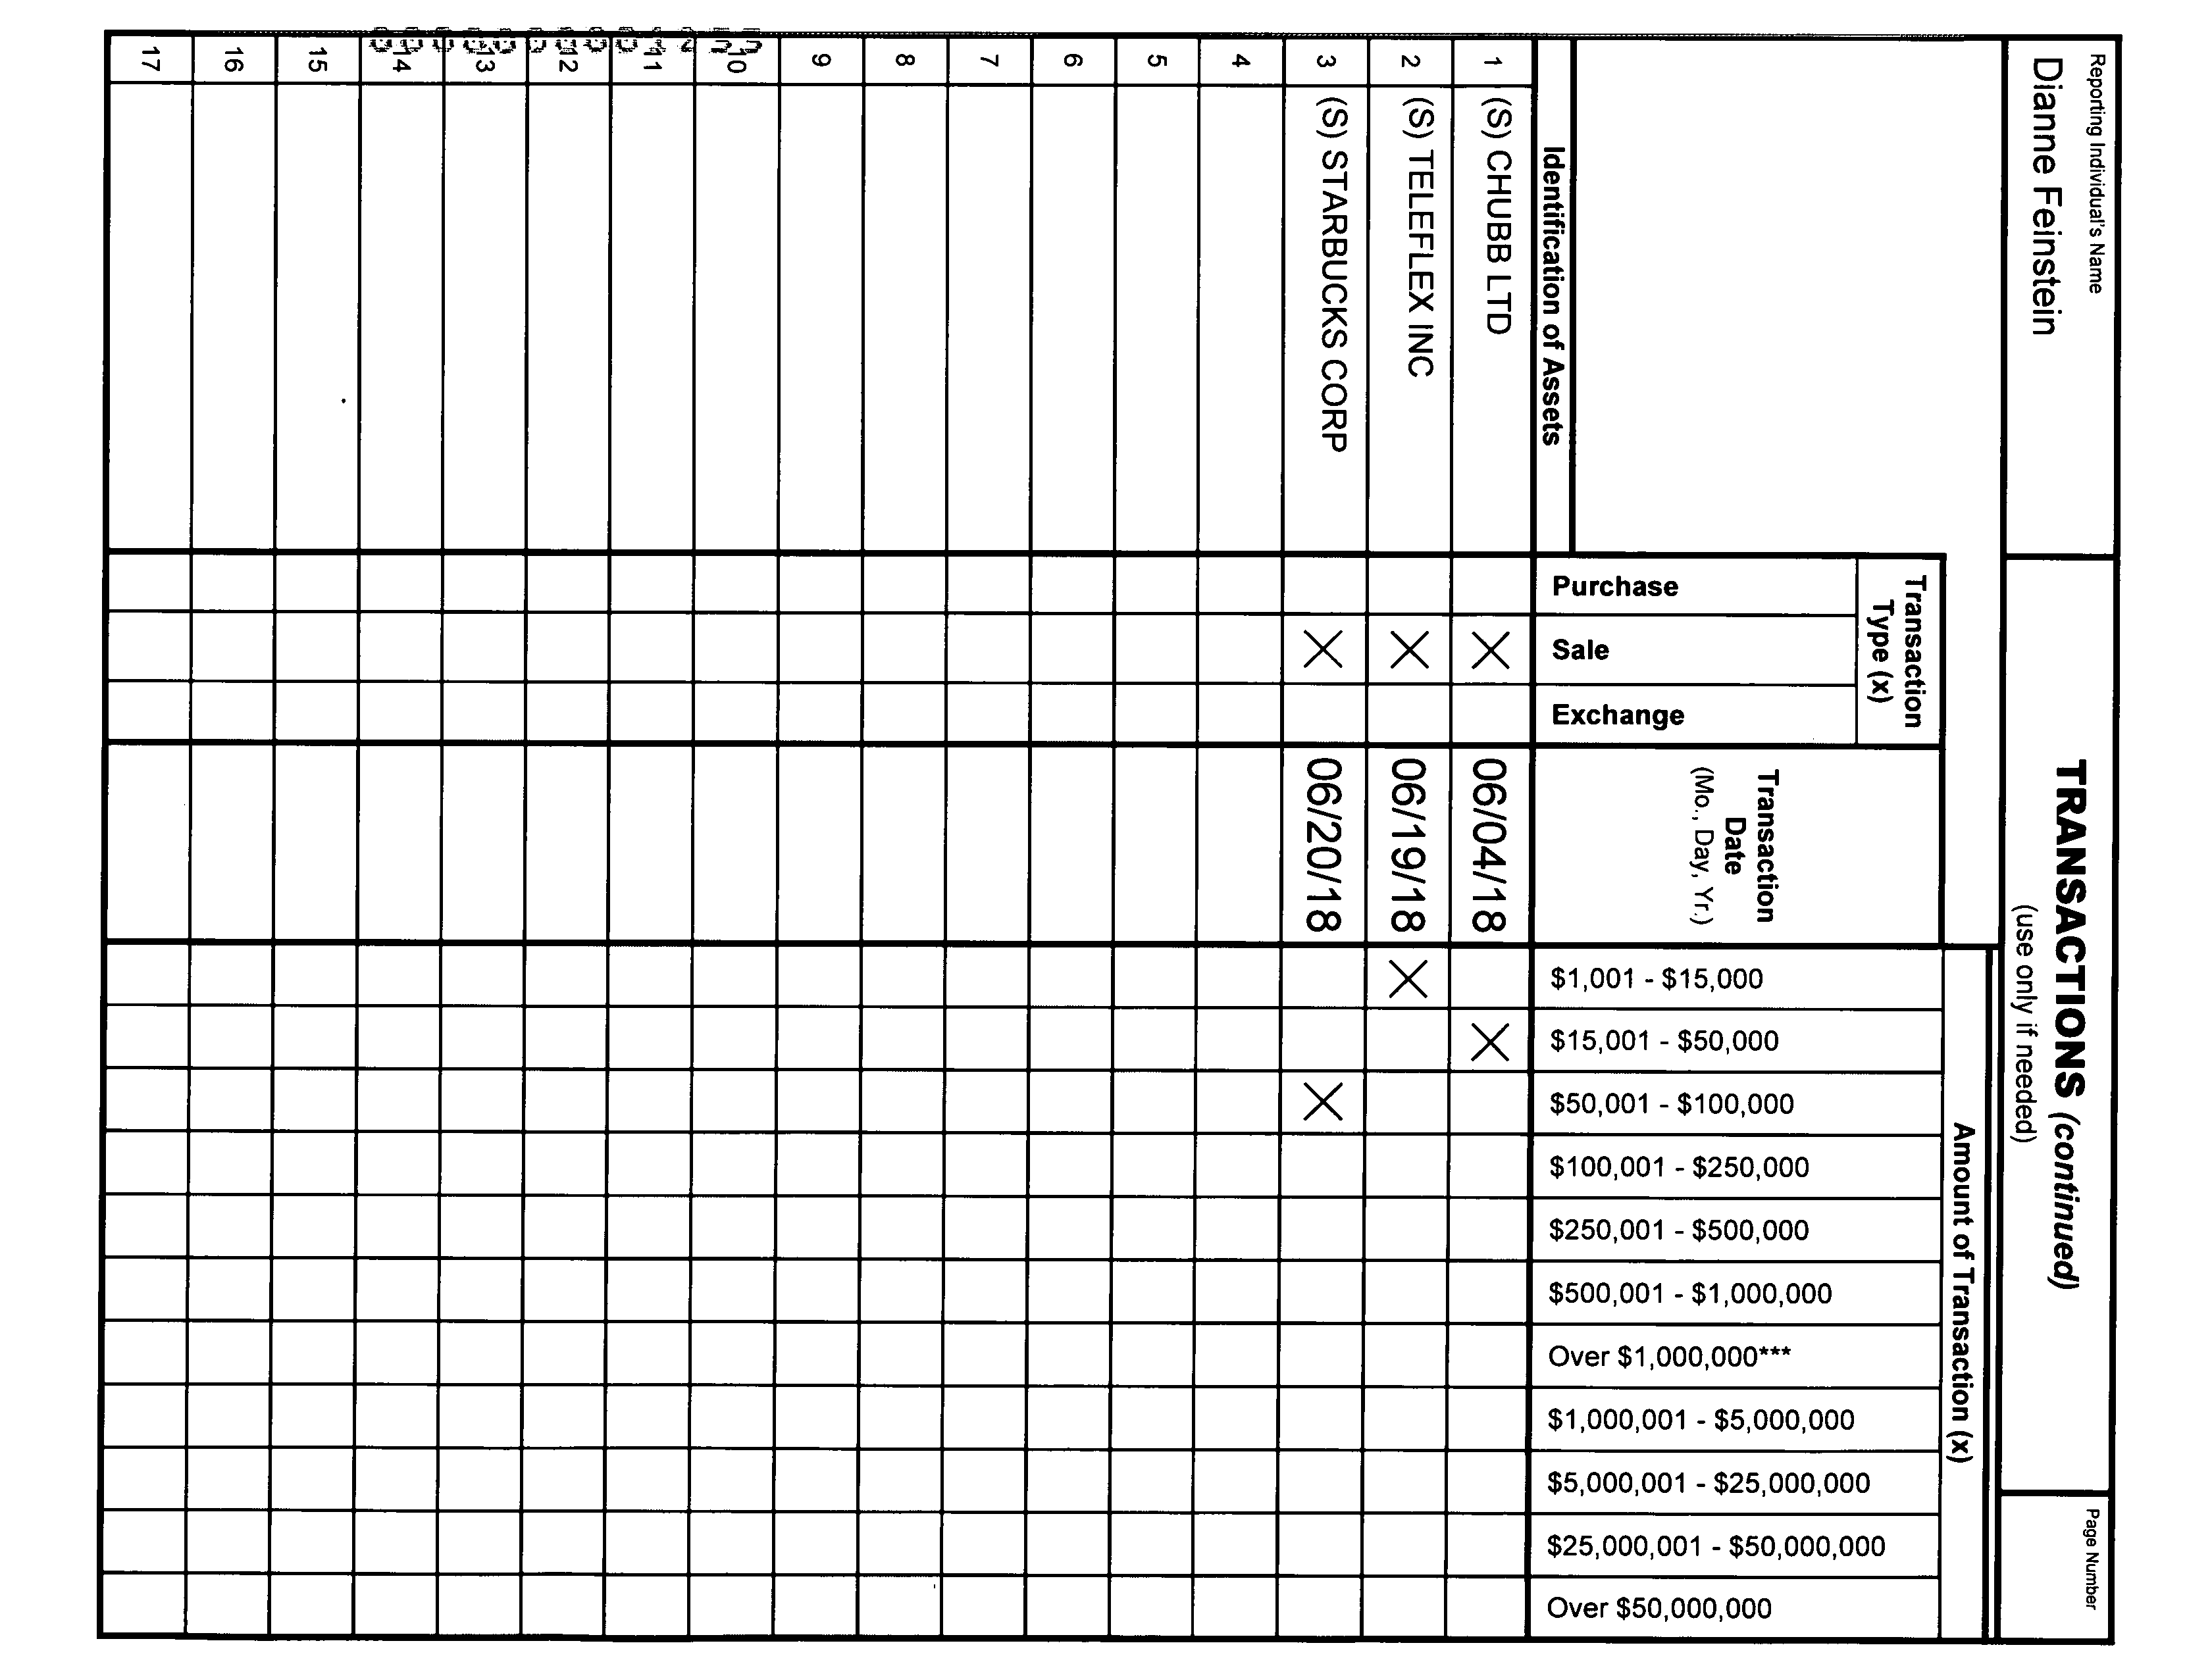 Reporting Individual's Name
Dianne Feinstein
TRANSACTIONS (continued)
(use only if needed)
Page Number
Transaction
Type (x)
Amount of Transaction (x)
Identification of Assets
Purchase
Sale
Exchange
Transaction
Date
(Mo., Day, Yr.)
$1,001 - $15,000
$15,001 - $50,000
$50,001 - $100,000
$100,001 - $250,000
$250,001 - $500,000
$500,001 - $1,000,000
Over $1,000,000***
$1,000,001 - $5,000,000
$5,000,001 - $25,000,000
$25,000,001 - $50,000,000
Over $50,000,000
1 (S) CHUBB LTD X 06/04/18 X
2 (S) TELEFLEX INC X 06/19/18 X
3 (S) STARBUCKS CORP X 06/20/18 X
4
5
6
7
8
9
10
11
12
13
14
15
16
17